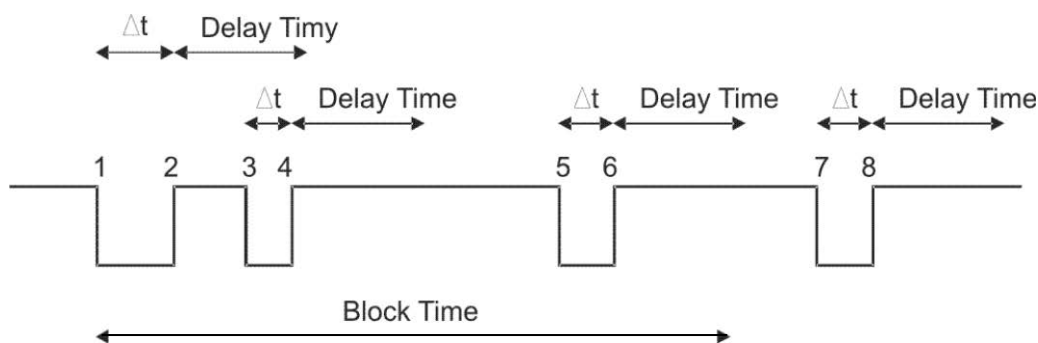 Δt Delay Timy
Δt Delay Time Δt Delay Time Δt Delay Time
1 2 3 4 5 6 7 8
Block Time